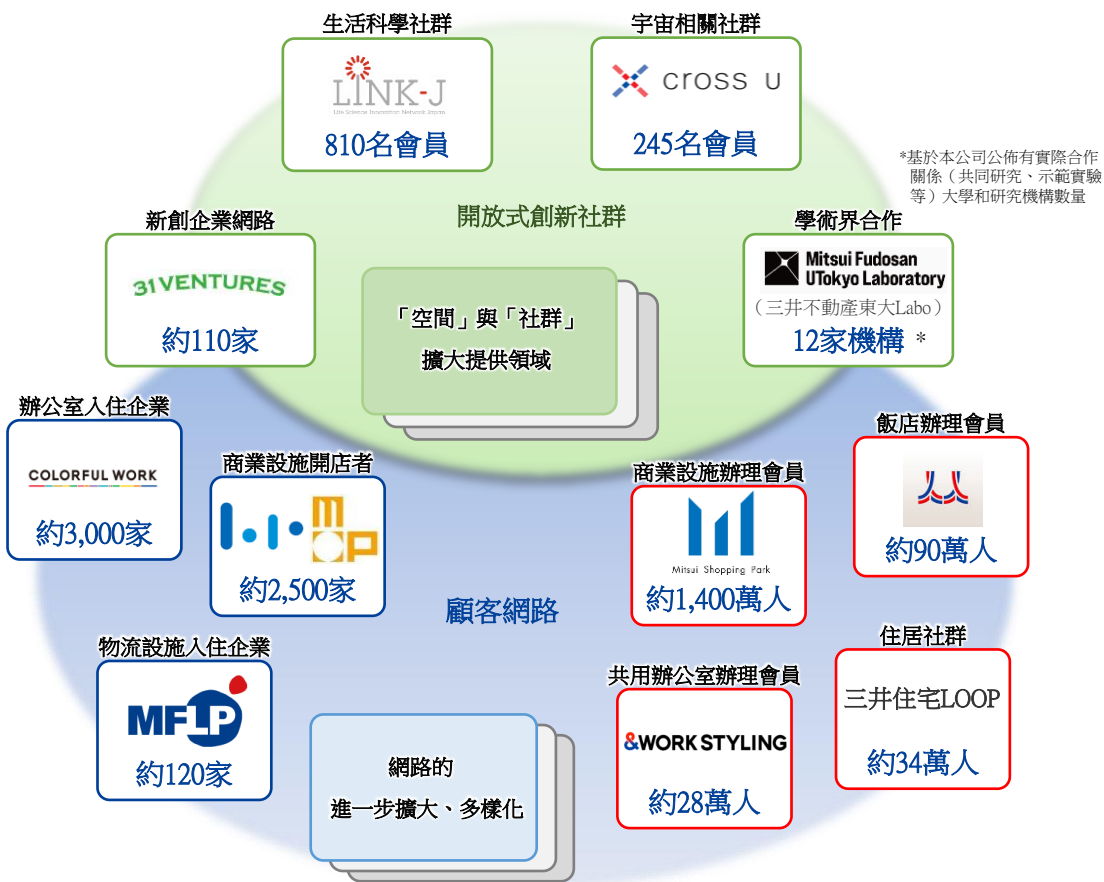 生活科學社群
LINK-J
Life Science Innovation Network Japan
810名會員
宇宙相關社群
cross U
245名會員
*基於本公司公佈有實際合作
關係（共同研究、示範實驗
等）大學和研究機構數量
開放式創新社群
新創企業網路
31VENTURES
約110家
學術界合作
Mitsui Fudosan
UTokyo Laboratory
（三井不動產東大Labo）
12家機構 *
「空間」與「社群」
擴大提供領域
辦公室入住企業
COLORFUL WORK
約3,000家
商業設施開店者
MOP
約2,500家
商業設施辦理會員
Mitsui Shopping Park
約1,400萬人
飯店辦理會員
約90萬人
顧客網路
物流設施入住企業
MFLP
約120家
共用辦公室辦理會員
&WORK STYLING
約28萬人
住居社群
三井住宅LOOP
約34萬人
網路的
進一步擴大、多樣化